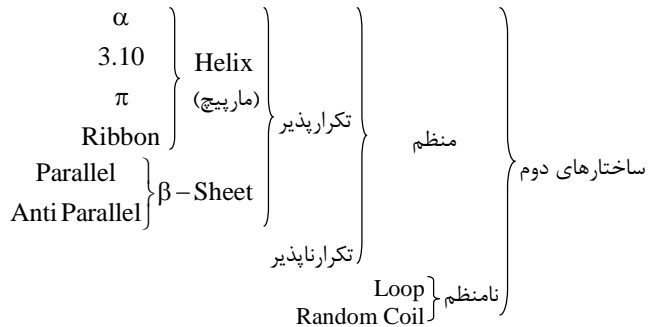 α
3.10
π
Ribbon
Helix
(مارپیچ)
Parallel
Anti Parallel
β – Sheet
تکرارپذیر
تکرارناپذیر
منظم
Loop
Random Coil
نامنظم
ساختارهای دوم